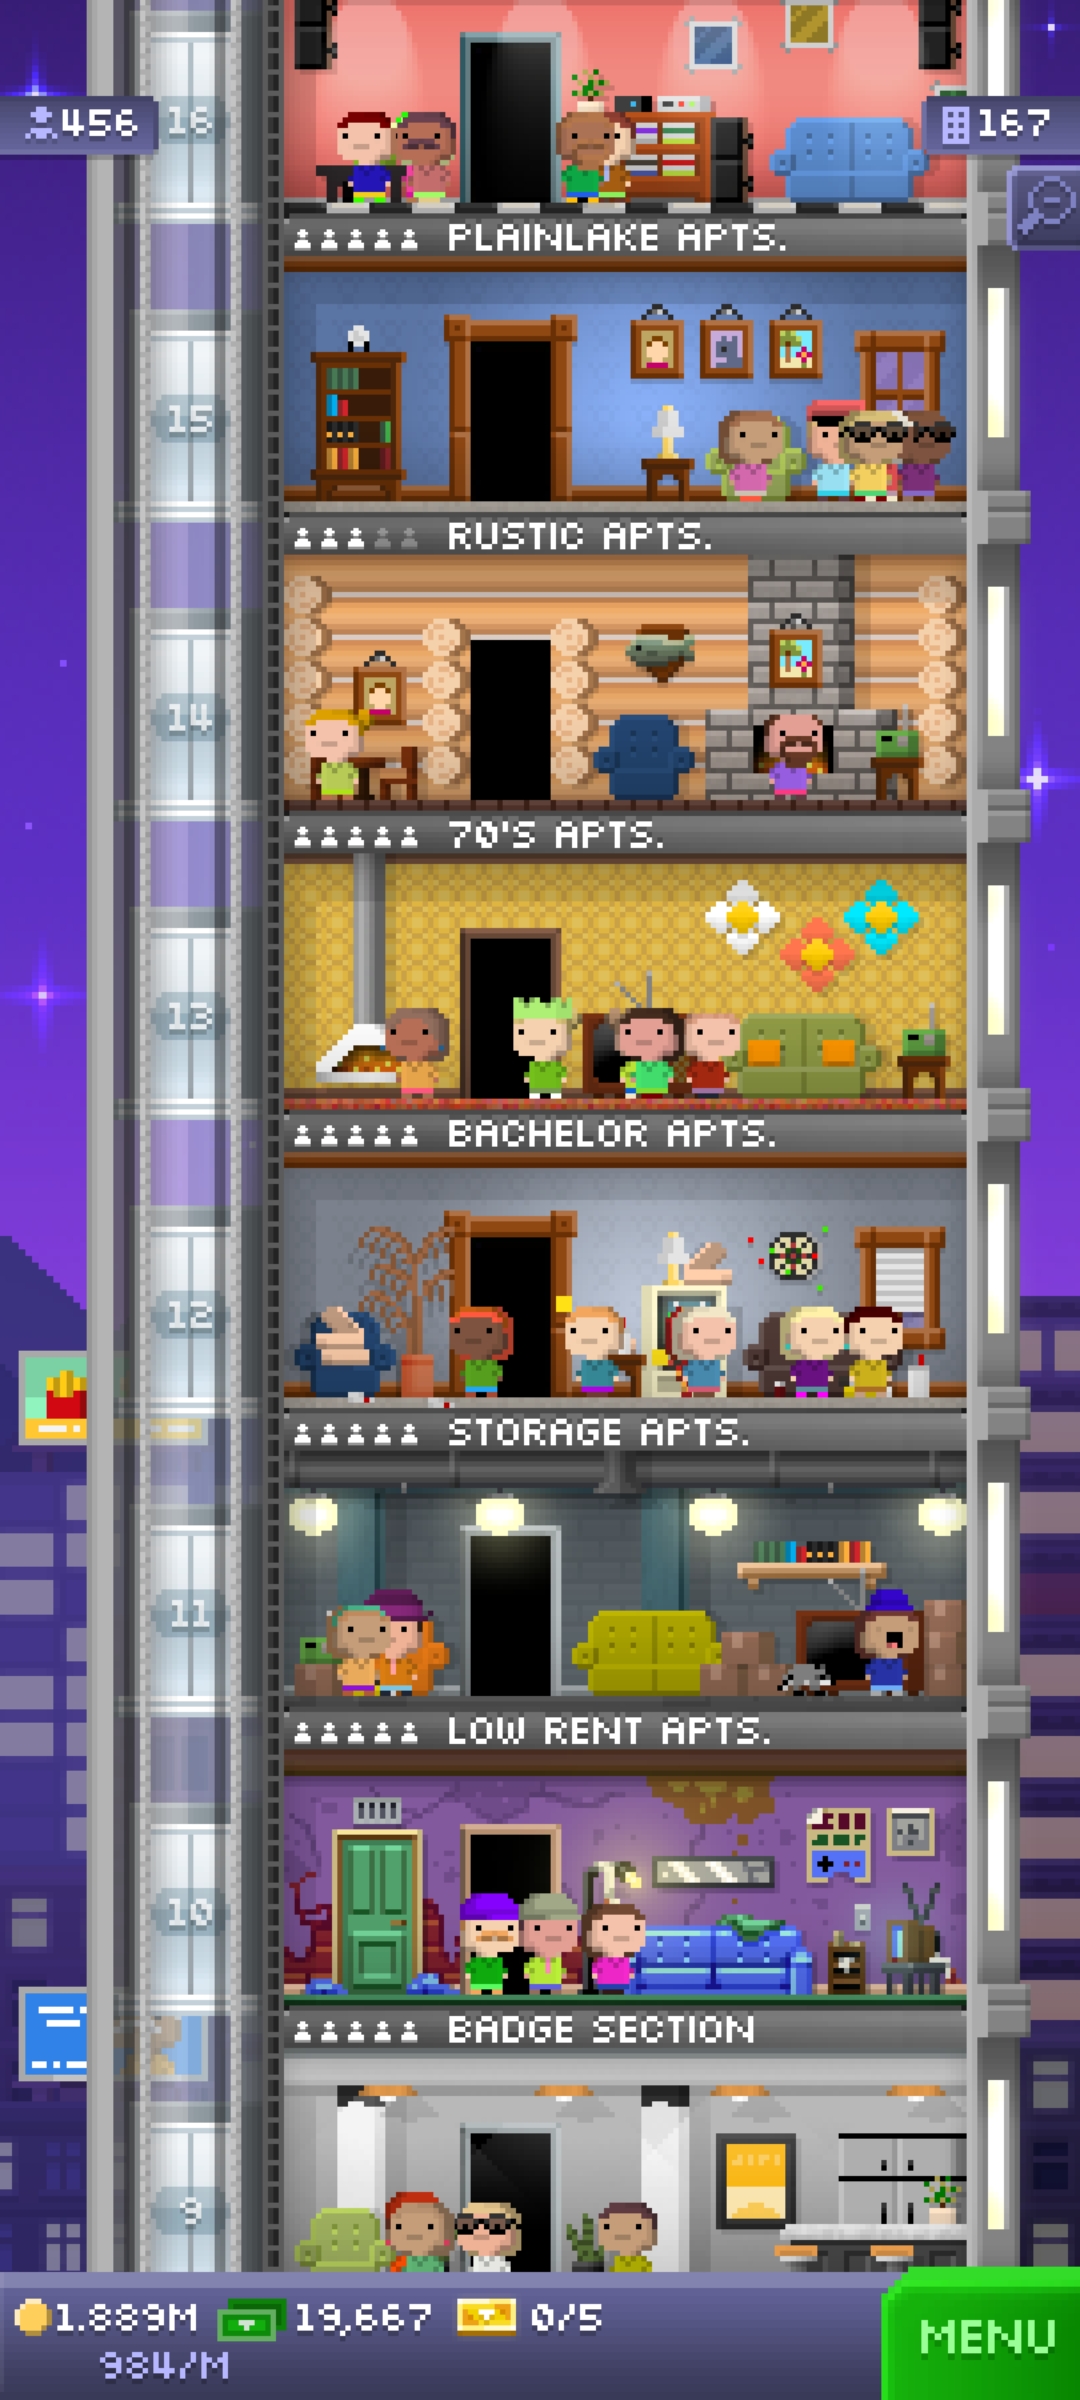 456
16
167
PLAINLAKE APTS.
15
RUSTIC APTS.
14
70'S APTS.
13
BACHELOR APTS.
12
STORAGE APTS.
11
LOW RENT APTS.
10
BADGE SECTION
9
1.889M 19,667 0/5
984/M
MENU